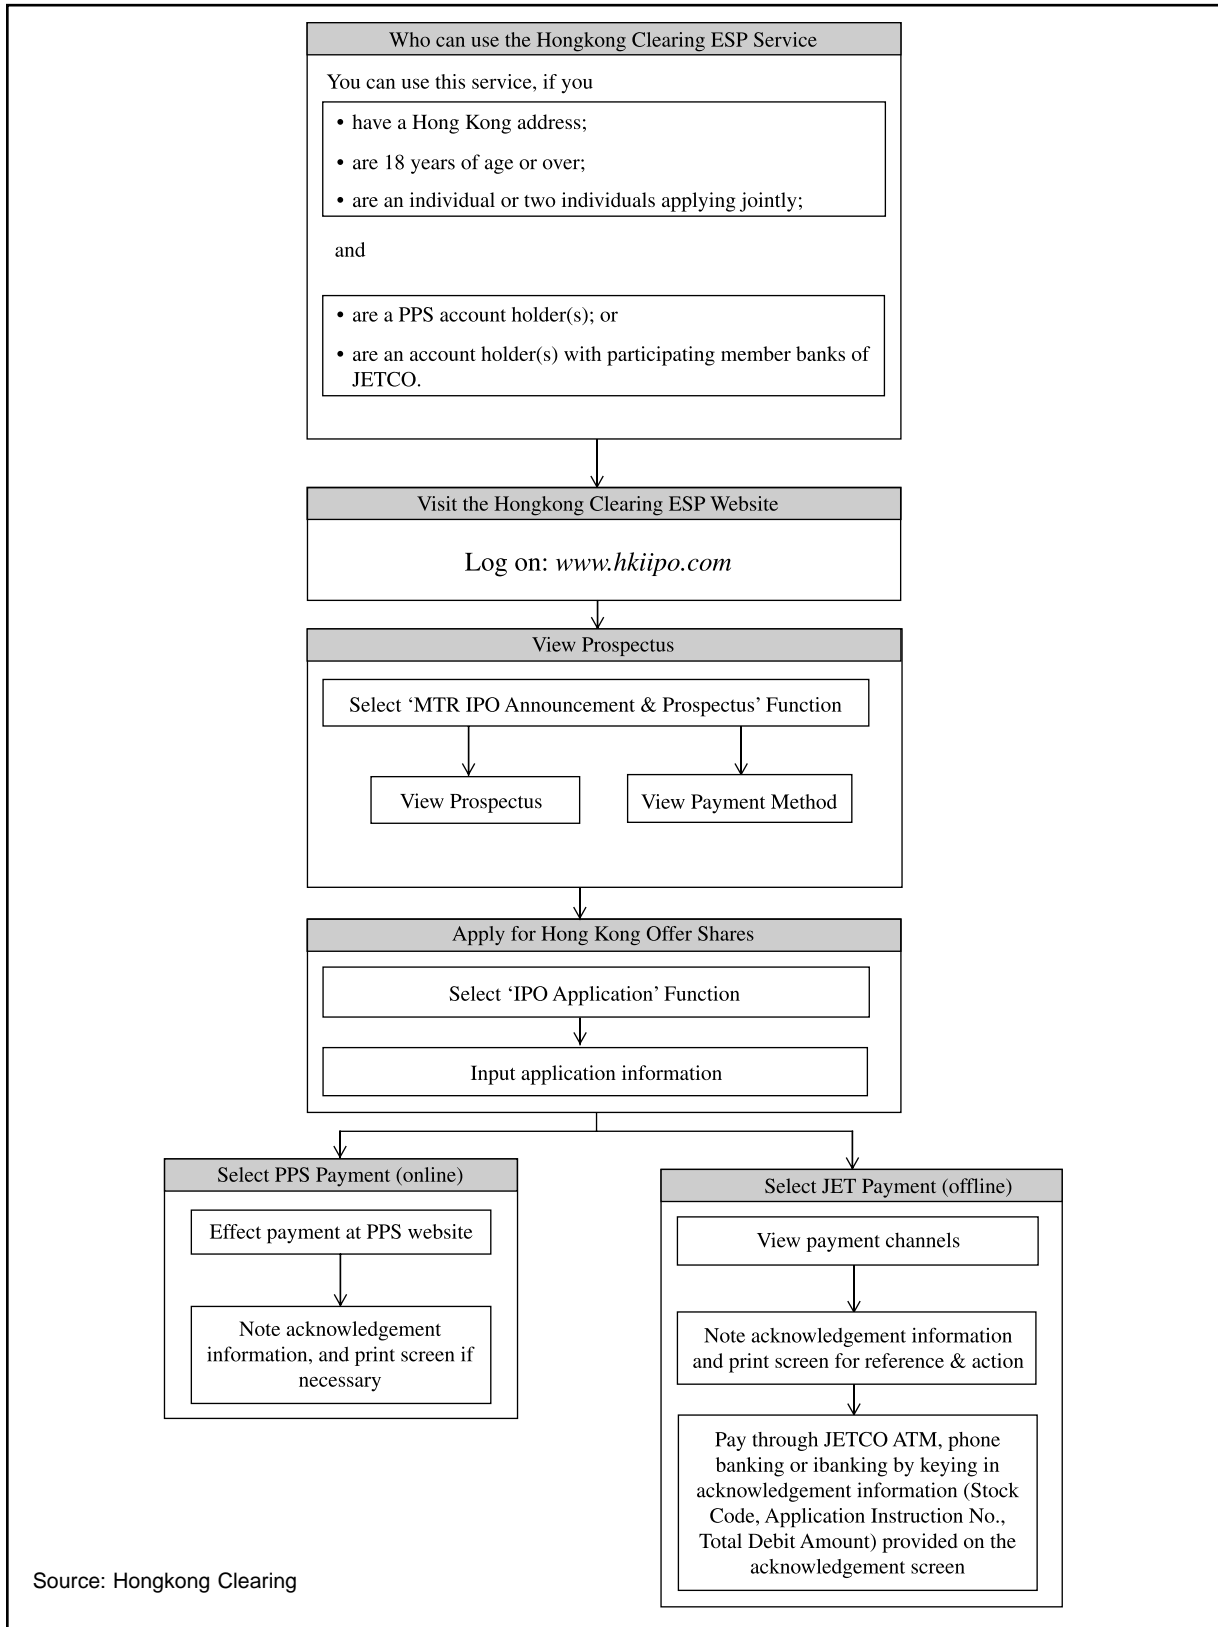 Who can use the Hongkong Clearing ESP Service
You can use this service, if you
• have a Hong Kong address;
• are 18 years of age or over;
• are an individual or two individuals applying jointly;
and
• are a PPS account holder(s); or
• are an account holder(s) with participating member banks of
JETCO.
Visit the Hongkong Clearing ESP Website
Log on: www.hkiipo.com
View Prospectus
Select ‘MTR IPO Announcement & Prospectus’ Function
View Prospectus
View Payment Method
Apply for Hong Kong Offer Shares
Select ‘IPO Application’ Function
Input application information
Select PPS Payment (online)
Effect payment at PPS website
Note acknowledgement
information, and print screen if
necessary
Select JET Payment (offline)
View payment channels
Note acknowledgement information
and print screen for reference & action
Pay through JETCO ATM, phone
banking or ibanking by keying in
acknowledgement information (Stock
Code, Application Instruction No.,
Total Debit Amount) provided on the
acknowledgement screen
Source: Hongkong Clearing